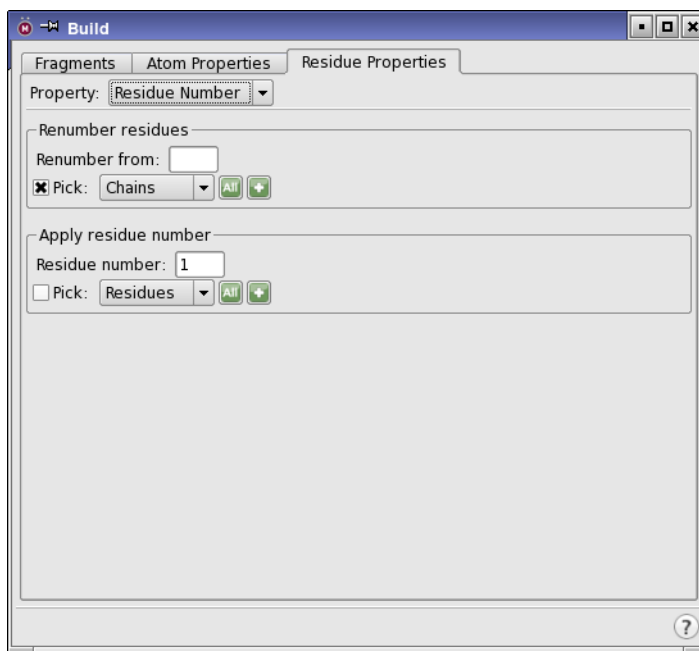 Build
Fragments Atom Properties Residue Properties
Property: Residue Number
Renumber residues
Renumber from:
Pick: Chains All
Apply residue number
Residue number: 1
Pick: Residues All
?